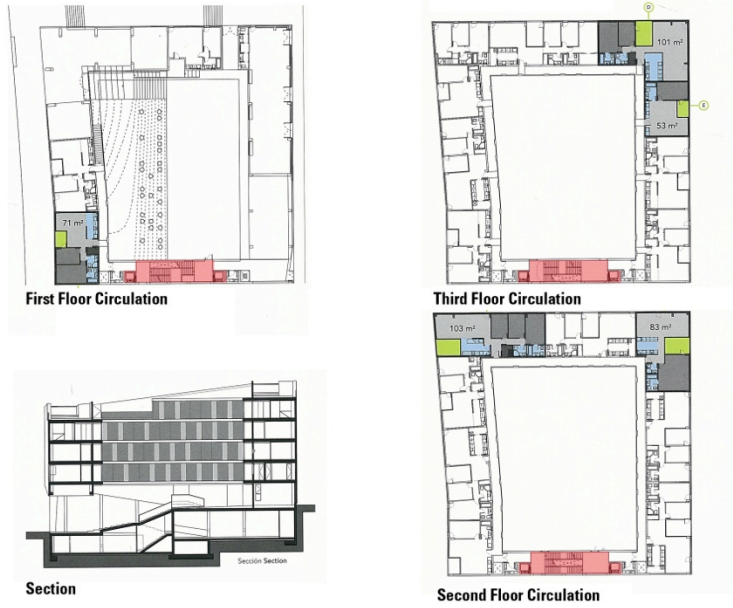 71 m²
First Floor Circulation
D
101 m²
E
53 m²
Third Floor Circulation
Sección Section
Section
103 m²
83 m²
Second Floor Circulation